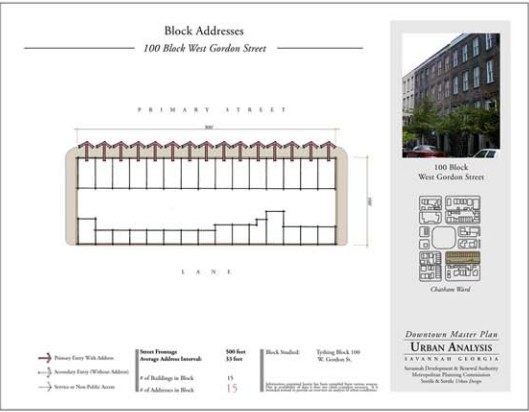 Block Addresses
100 Block West Gordon Street
PRIMARY STREET
LANE
100 Block
West Gordon Street
Chatham Ward
Primary Entry With Address
Secondary Entry (Without Address)
Service or Non-Public Access
Street Frontage 500 feet
Average Address Interval: 33 feet
# of Buildings in Block 15
# of Addresses in Block 15
Block Studied: Tything Block 100
W. Gordon St.
Downtown Master Plan
URBAN ANALYSIS
SAVANNAH GEORGIA
Savannah Development & Renewal Authority
Metropolitan Planning Commission
Sottile & Sottile Urban Design